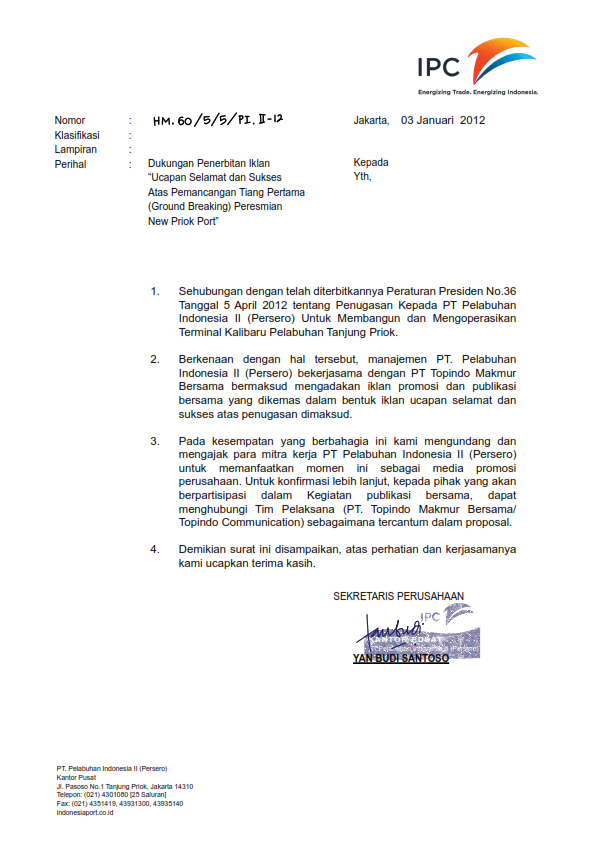 IPC
Energizing Trade. Energizing Indonesia.
Nomor : HM.60/5/5/PI.II-12 Jakarta, 03 Januari 2012
Klasifikasi :
Lampiran :
Perihal : Dukungan Penerbitan Iklan Kepada
“Ucapan Selamat dan Sukses Yth,
Atas Pemancangan Tiang Pertama
(Ground Breaking) Peresmian
New Priok Port”
1. Sehubungan dengan telah diterbitkannya Peraturan Presiden No.36
Tanggal 5 April 2012 tentang Penugasan Kepada PT Pelabuhan
Indonesia II (Persero) Untuk Membangun dan Mengoperasikan
Terminal Kalibaru Pelabuhan Tanjung Priok.
2. Berkenaan dengan hal tersebut, manajemen PT. Pelabuhan
Indonesia II (Persero) bekerjasama dengan PT Topindo Makmur
Bersama bermaksud mengadakan iklan promosi dan publikasi
bersama yang dikemas dalam bentuk iklan ucapan selamat dan
sukses atas penugasan dimaksud.
3. Pada kesempatan yang berbahagia ini kami mengundang dan
mengajak para mitra kerja PT Pelabuhan Indonesia II (Persero)
untuk memanfaatkan momen ini sebagai media promosi
perusahaan. Untuk konfirmasi lebih lanjut, kepada pihak yang akan
berpartisipasi dalam Kegiatan publikasi bersama, dapat
menghubungi Tim Pelaksana (PT. Topindo Makmur Bersama/
Topindo Communication) sebagaimana tercantum dalam proposal.
4. Demikian surat ini disampaikan, atas perhatian dan kerjasamanya
kami ucapkan terima kasih.
SEKRETARIS PERUSAHAAN
IPC
KANTOR PUSAT
PT Pelabuhan Indonesia II (Persero)
YAN BUDI SANTOSO
PT. Pelabuhan Indonesia II (Persero)
Kantor Pusat
Jl. Pasoso No.1 Tanjung Priok, Jakarta 14310
Telepon: (021) 4301080 [25 Saluran]
Fax: (021) 4351419, 43931300, 43935140
indonesiaport.co.id